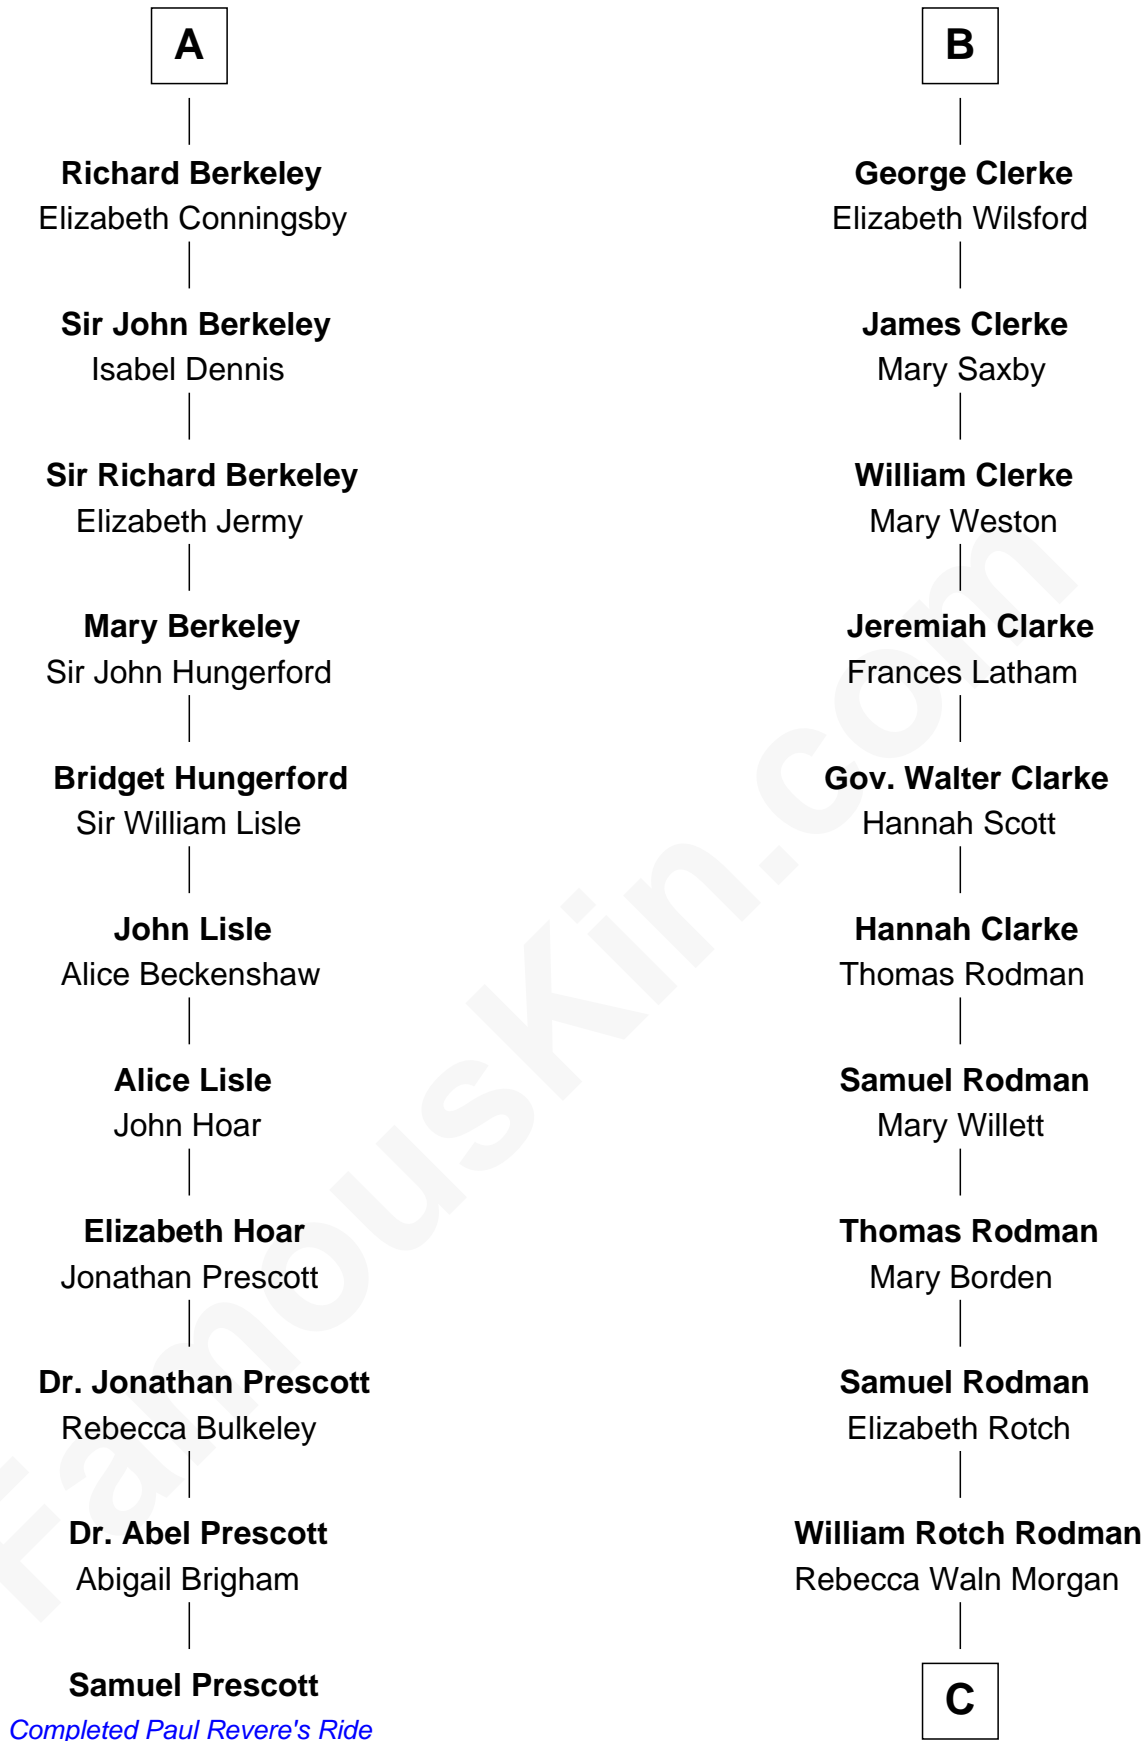 A
Richard Berkeley
Elizabeth Conningsby
Sir John Berkeley
Isabel Dennis
Sir Richard Berkeley
Elizabeth Jermy
Mary Berkeley
Sir John Hungerford
Bridget Hungerford
Sir William Lisle
John Lisle
Alice Beckenshaw
Alice Lisle
John Hoar
Elizabeth Hoar
Jonathan Prescott
Dr. Jonathan Prescott
Rebecca Bulkeley
Dr. Abel Prescott
Abigail Brigham
Samuel Prescott
Completed Paul Revere's Ride
B
George Clerke
Elizabeth Wilsford
James Clerke
Mary Saxby
William Clerke
Mary Weston
Jeremiah Clarke
Frances Latham
Gov. Walter Clarke
Hannah Scott
Hannah Clarke
Thomas Rodman
Samuel Rodman
Mary Willett
Thomas Rodman
Mary Borden
Samuel Rodman
Elizabeth Rotch
William Rotch Rodman
Rebecca Waln Morgan
C
FamousKin.com